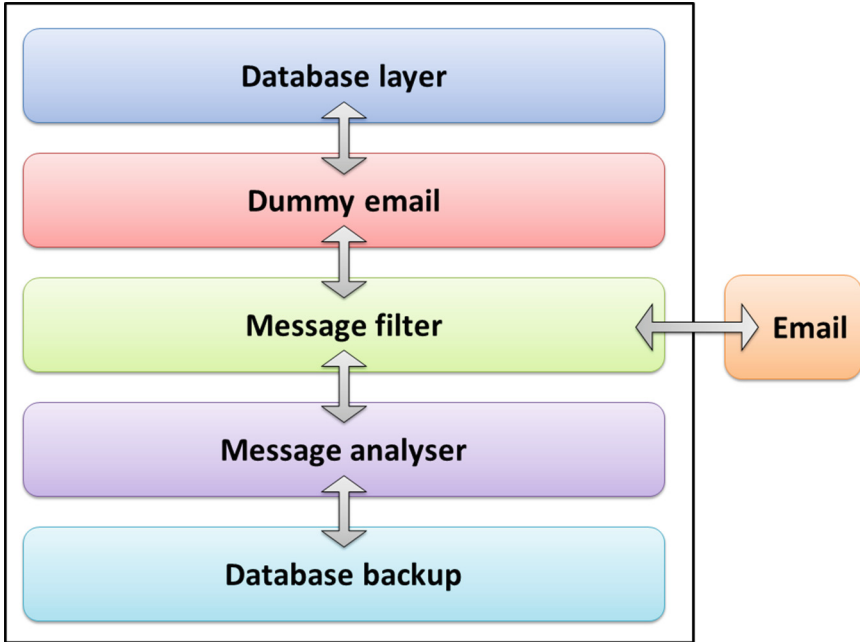 Database layer
Dummy email
Message filter
Email
Message analyser
Database backup